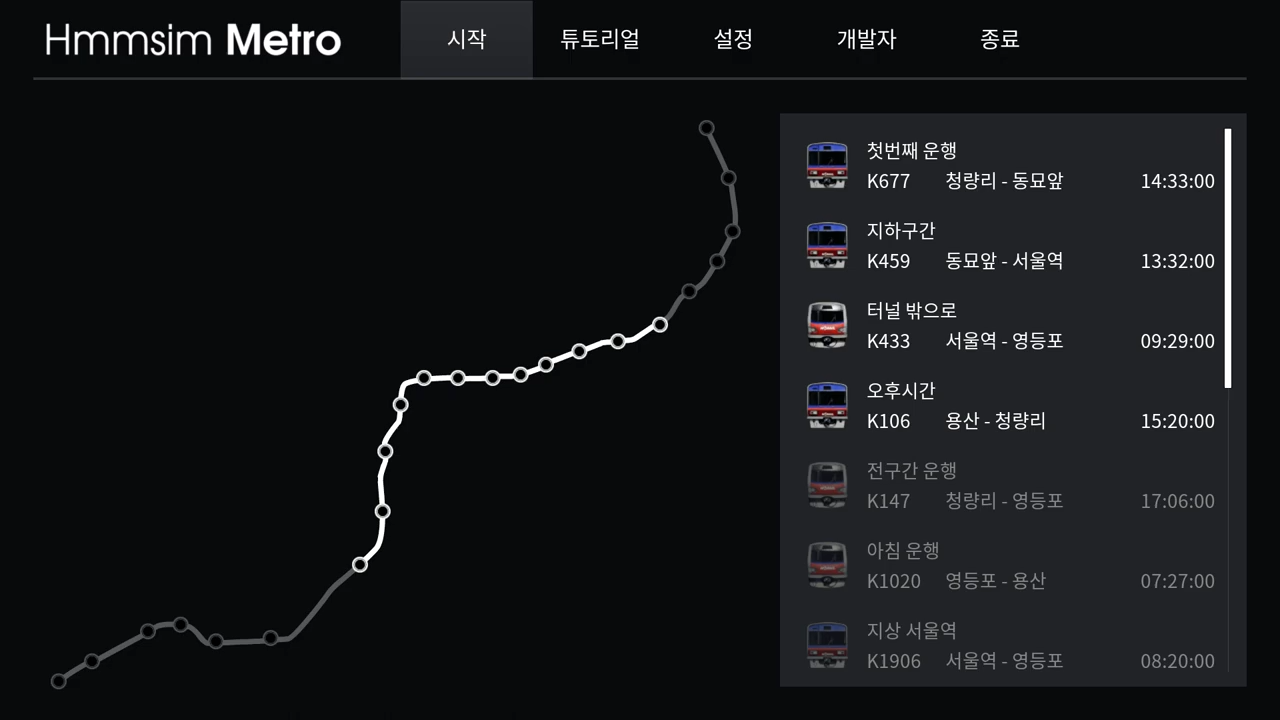 Hmmsim Metro
시작 튜토리얼 설정 개발자 종료
첫번째 운행
K677 청량리 - 동묘앞 14:33:00
지하구간
K459 동묘앞 - 서울역 13:32:00
터널 밖으로
K433 서울역 - 영등포 09:29:00
오후시간
K106 용산 - 청량리 15:20:00
전구간 운행
K147 청량리 - 영등포 17:06:00
아침 운행
K1020 영등포 - 용산 07:27:00
지상 서울역
K1906 서울역 - 영등포 08:20:00